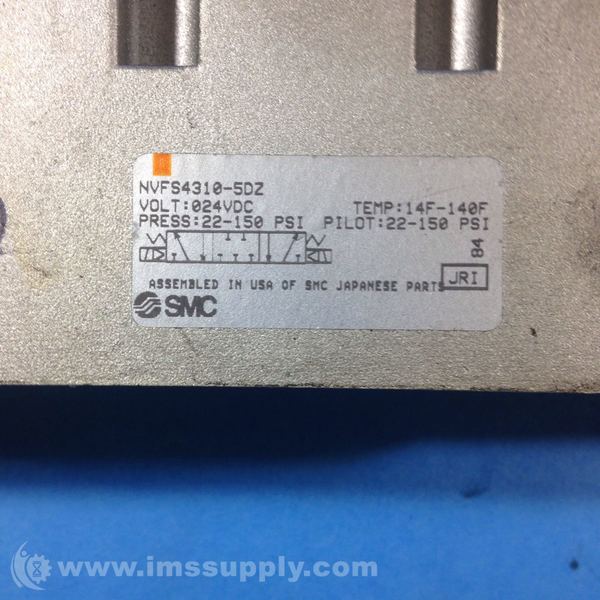 NVFS4310-5DZ
VOLT:024VDC TEMP:14F-140F
PRESS:22-150 PSI PILOT:22-150 PSI
84
JRI
ASSEMBLED IN USA OF SMC JAPANESE PARTS
SMC
www.imssupply.com